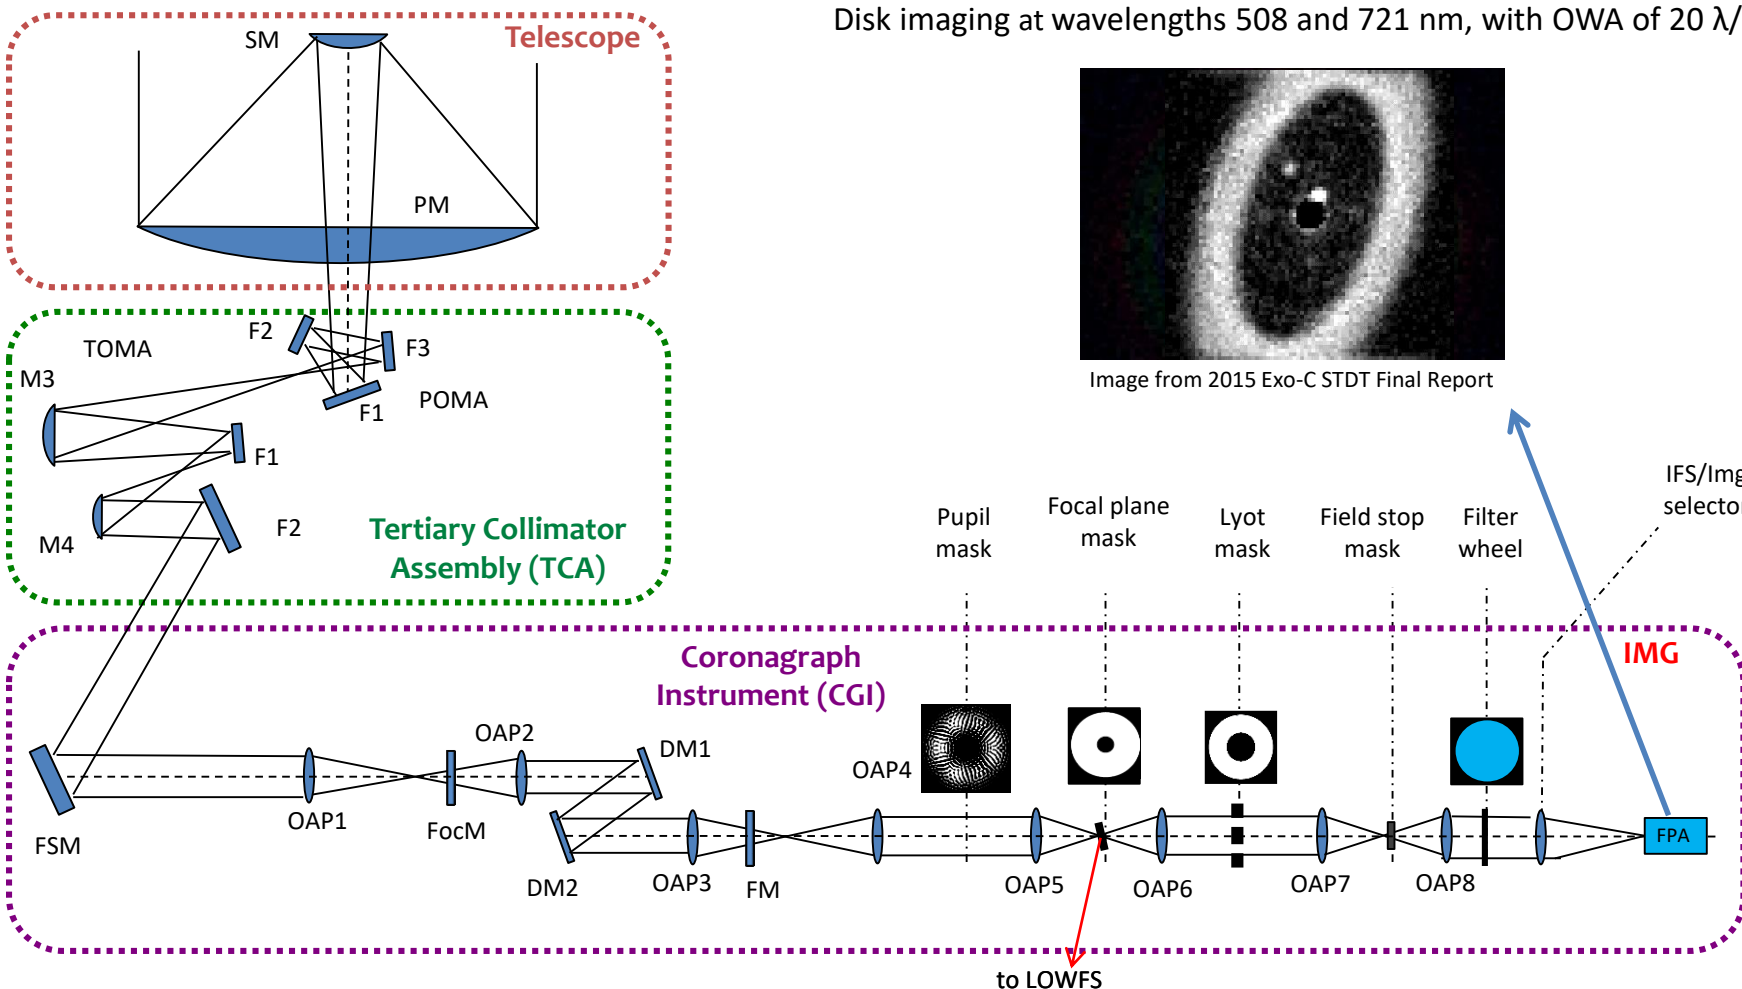 Disk imaging at wavelengths 508 and 721 nm, with OWA of 20 λ/
SM
Telescope
PM
Image from 2015 Exo-C STDT Final Report
TOMA
F2
F3
M3
F1
POMA
F1
M4
F2
Tertiary Collimator
Assembly (TCA)
Pupil
mask
Focal plane
mask
Lyot
mask
Field stop
mask
Filter
wheel
IFS/Img
selector
Coronagraph
Instrument (CGI)
IMG
OAP2
DM1
OAP4
FSM
OAP1
FocM
DM2
OAP3
FM
OAP5
OAP6
OAP7
OAP8
FPA
to LOWFS